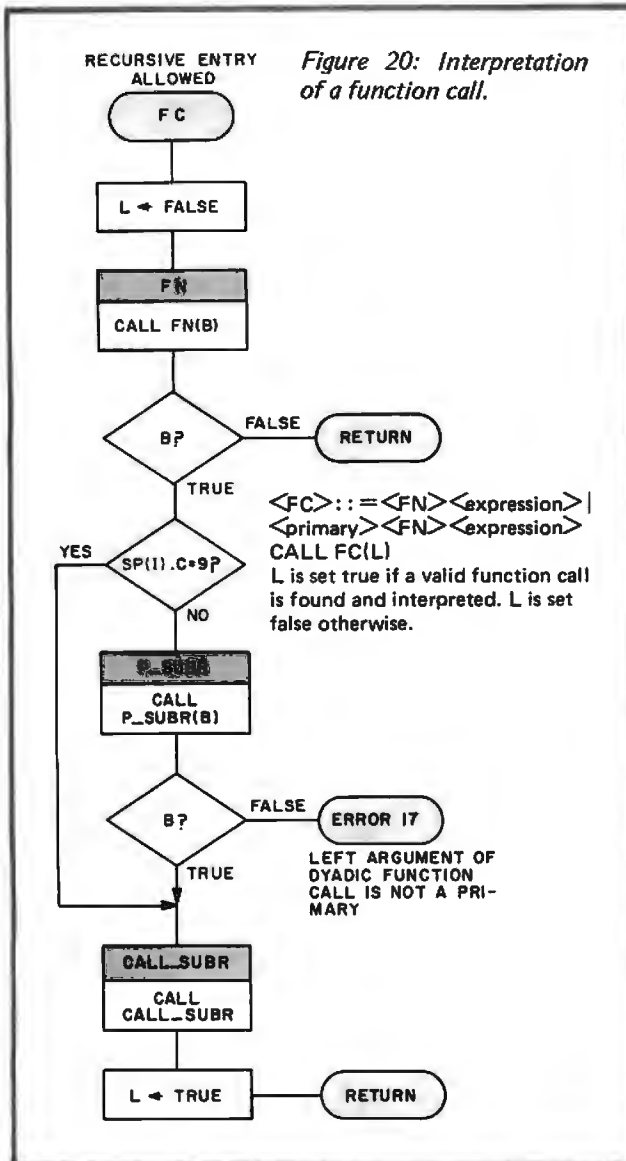 RECURSIVE ENTRY
ALLOWED
Figure 20: Interpretation
of a function call.
FC
L ← FALSE
FN
CALL FN(B)
B?
FALSE
RETURN
TRUE
<FC>::=<FN><expression>|
<primary><FN><expression>
CALL FC(L)
L is set true if a valid function call
is found and interpreted. L is set
false otherwise.
YES
SP(I).C=9?
NO
P_SUBR
CALL
P_SUBR(B)
B?
FALSE
ERROR 17
LEFT ARGUMENT OF
DYADIC FUNCTION
CALL IS NOT A PRI-
MARY
TRUE
CALL_SUBR
CALL
CALL_SUBR
L ← TRUE
RETURN